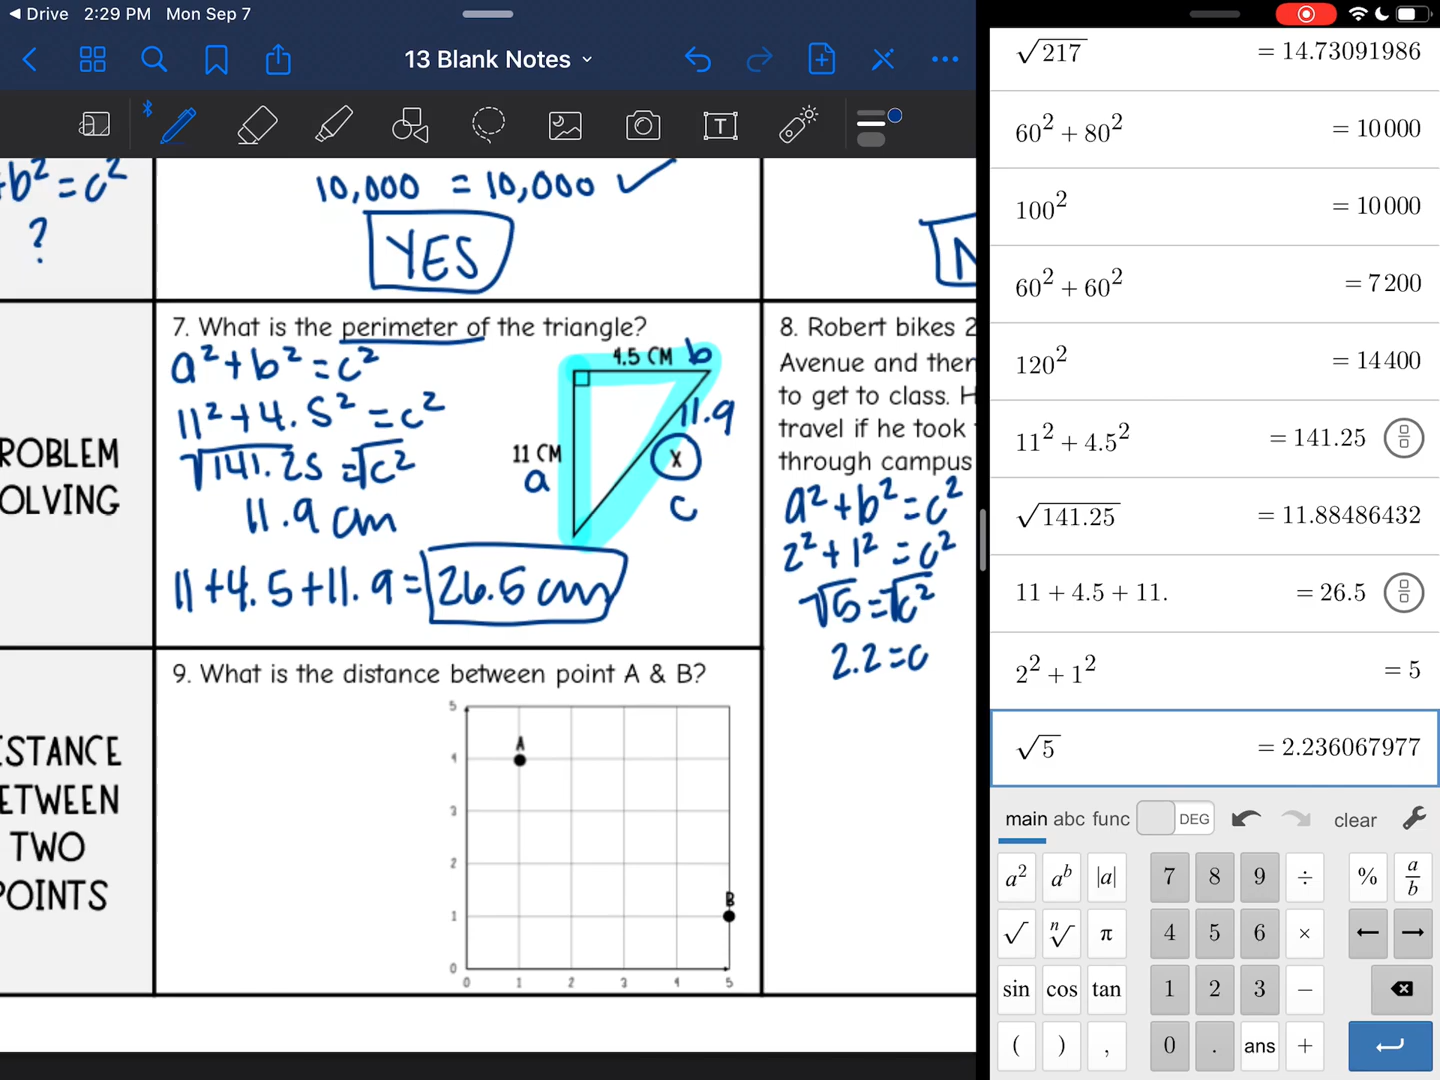 Drive 2:29 PM Mon Sep 7
13 Blank Notes
+b² = c²
?
10,000 = 10,000 ✓
YES
ROBLEM
OLVING
7. What is the perimeter of the triangle?
a² + b² = c²
11² + 4.5² = c²
√141.25 = √c²
11.9 cm
11 + 4.5 + 11.9 = 26.5 cm
4.5 CM b
11.9
11 CM
a
x
c
8. Robert bikes 2
Avenue and then
to get to class. H
travel if he took
through campus
a² + b² = c²
2² + 1² = c²
√5 = √c²
2.2 = c
ISTANCE
ETWEEN
TWO
POINTS
9. What is the distance between point A & B?
5
4
3
2
1
0
A
B
0 1 2 3 4 5
√217 = 14.73091986
60² + 80² = 10000
100² = 10000
60² + 60² = 7200
120² = 14400
11² + 4.5² = 141.25
√141.25 = 11.88486432
11 + 4.5 + 11. = 26.5
2² + 1² = 5
√5 = 2.236067977
main abc func DEG clear
a² aᵇ |a| 7 8 9 ÷ % a/b
√ ⁿ√ π 4 5 6 × ← →
sin cos tan 1 2 3 −
( ) , 0 . ans +